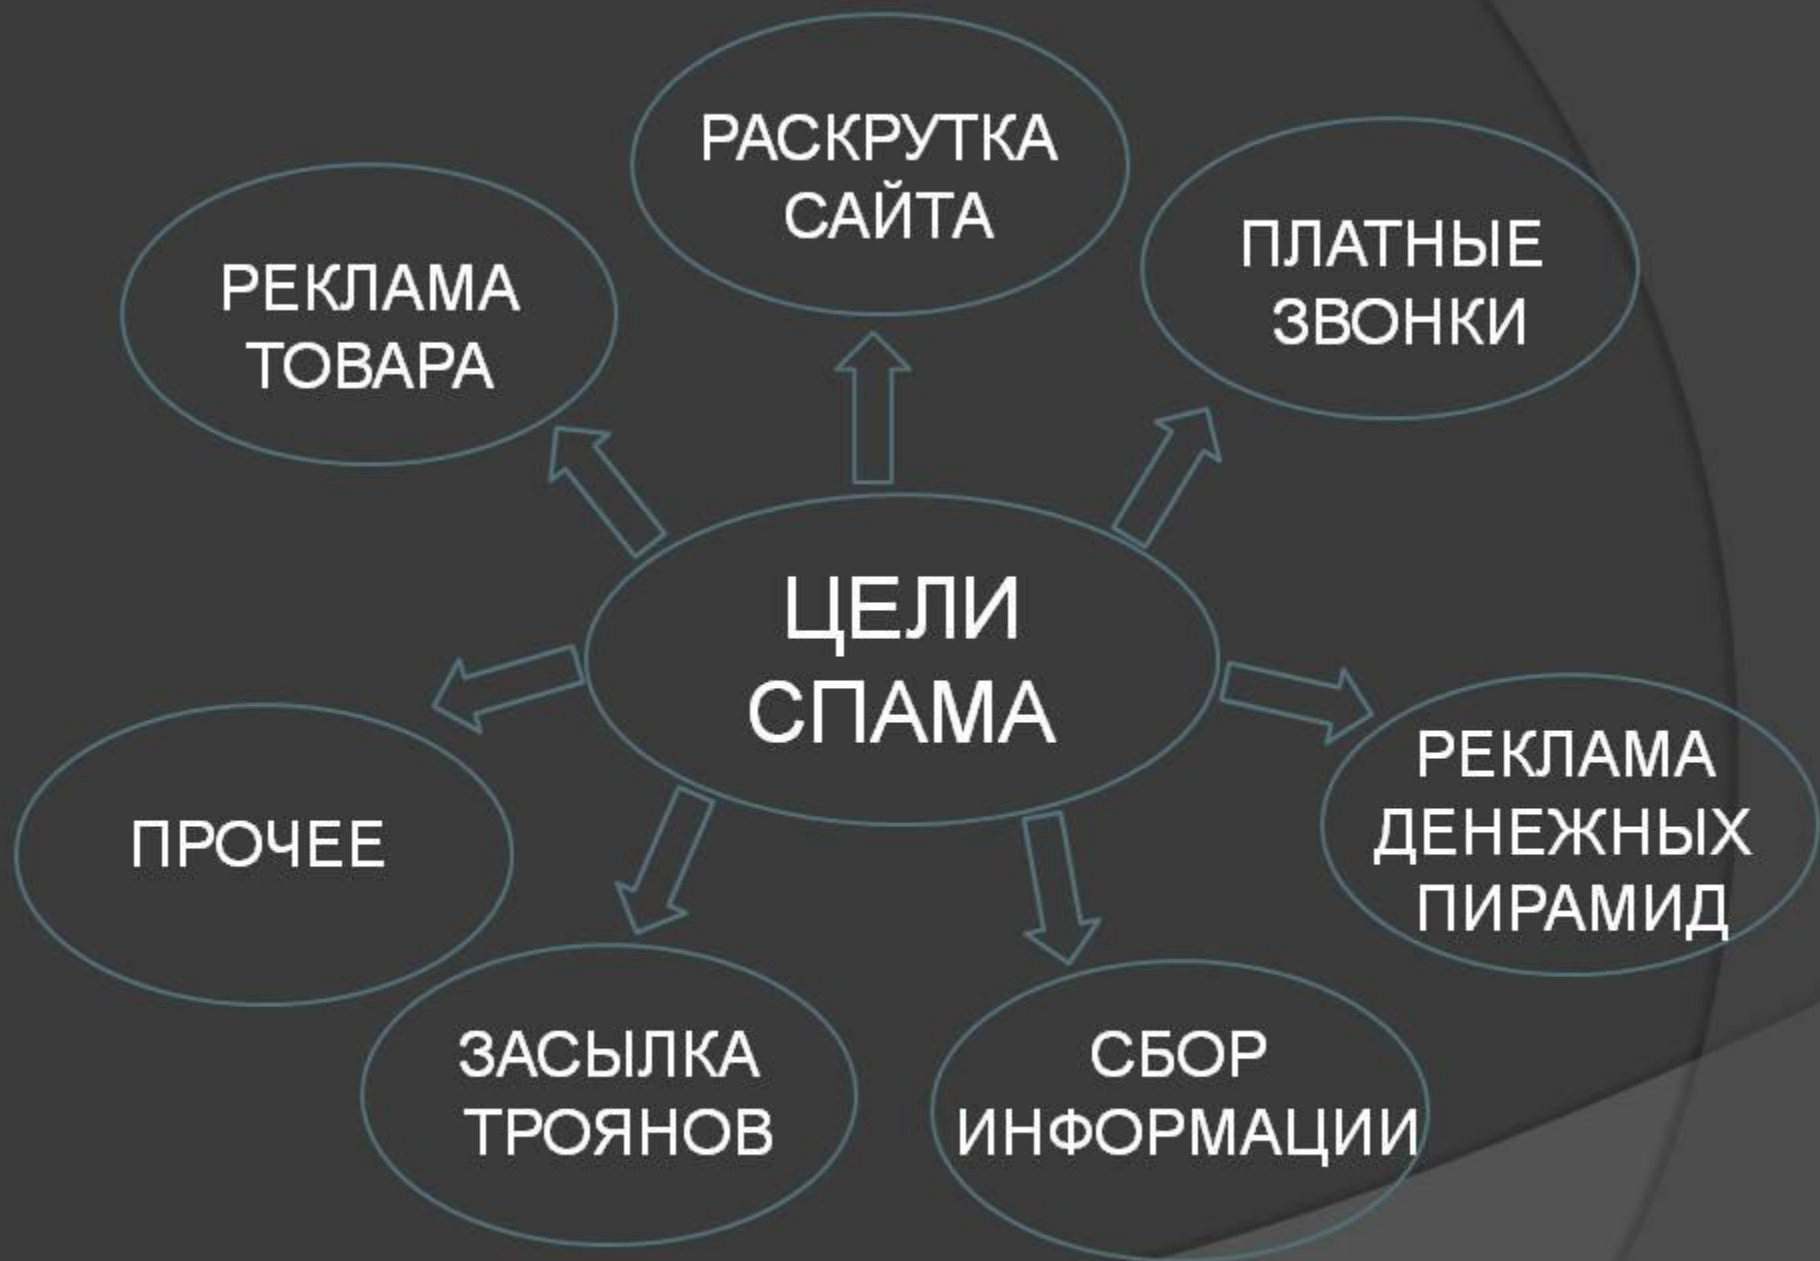 РАСКРУТКА
САЙТА
ПЛАТНЫЕ
ЗВОНКИ
РЕКЛАМА
ТОВАРА
ЦЕЛИ
СПАМА
РЕКЛАМА
ДЕНЕЖНЫХ
ПИРАМИД
ПРОЧЕЕ
ЗАСЫЛКА
ТРОЯНОВ
СБОР
ИНФОРМАЦИИ